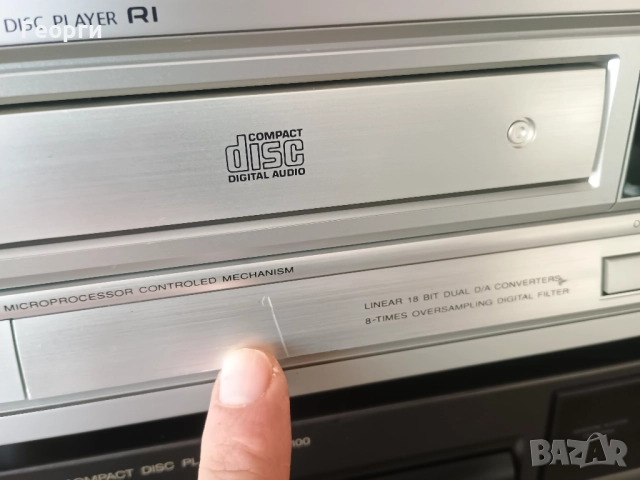 DISC PLAYER RI
Георги
COMPACT
disc
DIGITAL AUDIO
MICROPROCESSOR CONTROLED MECHANISM
LINEAR 18 BIT DUAL D/A CONVERTERS
8-TIMES OVERSAMPLING DIGITAL FILTER
COMPACT DISC
BAZAR